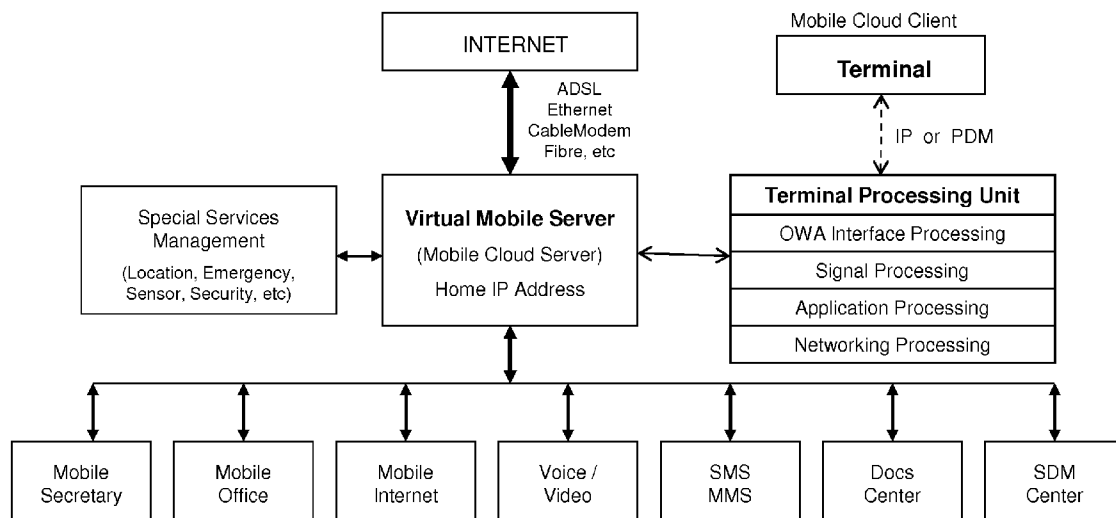 INTERNET
Mobile Cloud Client
Terminal
ADSL
Ethernet
CableModem
Fibre, etc
IP or PDM
Special Services
Management
(Location, Emergency,
Sensor, Security, etc)
Virtual Mobile Server
(Mobile Cloud Server)
Home IP Address
Terminal Processing Unit
OWA Interface Processing
Signal Processing
Application Processing
Networking Processing
Mobile
Secretary
Mobile
Office
Mobile
Internet
Voice /
Video
SMS
MMS
Docs
Center
SDM
Center